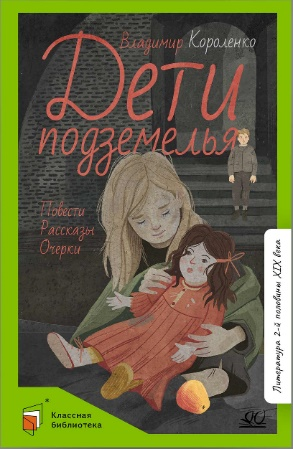 Владимир Короленко
Дети
подземелья
Повести
Рассказы
Очерки
Литература 2-й половины XIX века
Классная
библиотека